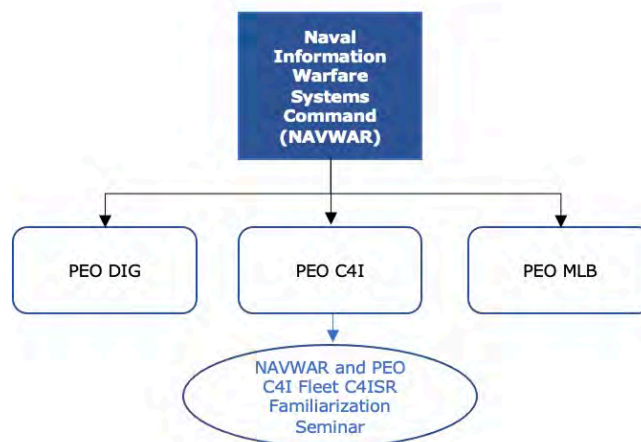 Naval
Information
Warfare
Systems
Command
(NAVWAR)
PEO DIG
PEO C4I
PEO MLB
NAVWAR and PEO
C4I Fleet C4ISR
Familiarization
Seminar